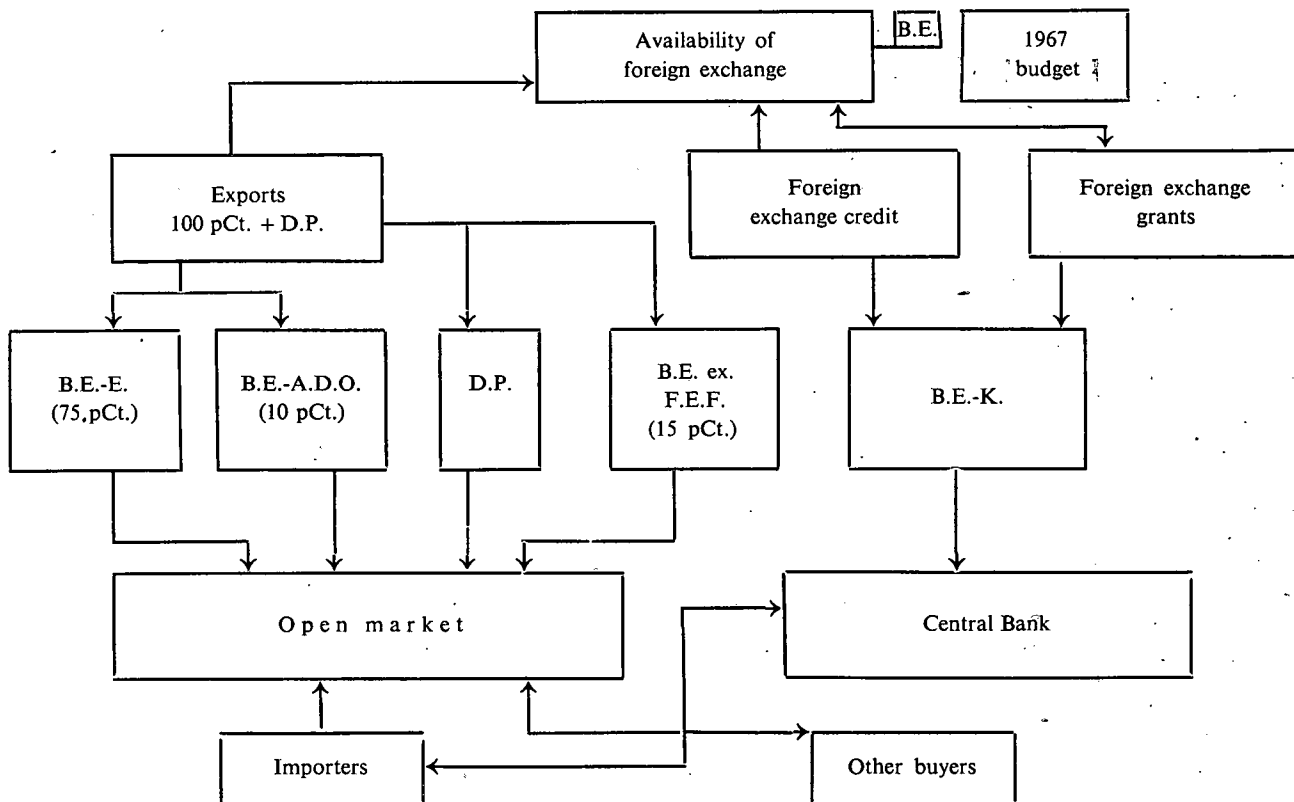 Availability of
foreign exchange
B.E.
1967
budget
Exports
100 pCt. + D.P.
Foreign
exchange credit
Foreign exchange
grants
B.E.-E.
(75 pCt.)
B.E.-A.D.O.
(10 pCt.)
D.P.
B.E. ex.
F.E.F.
(15 pCt.)
B.E.-K.
Open market
Central Bank
Importers
Other buyers